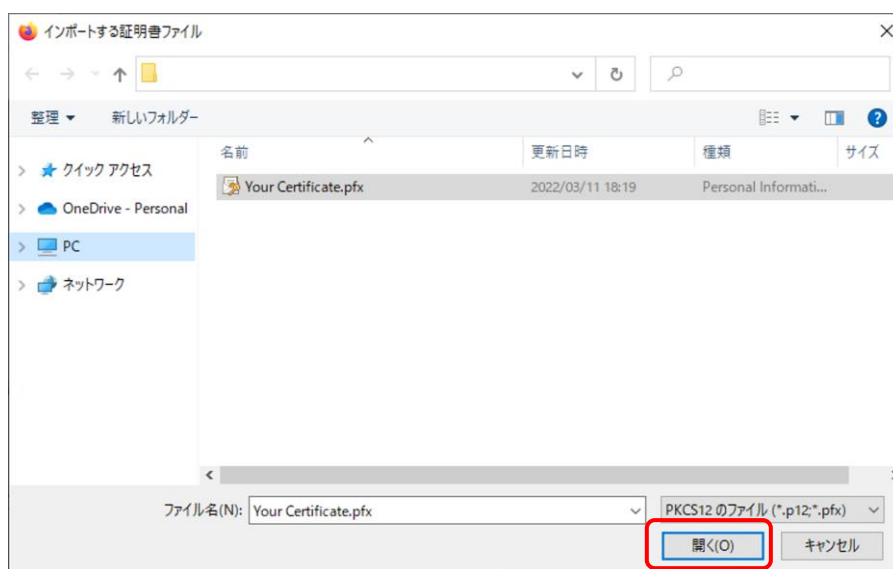 インポートする証明書ファイル
整理 新しいフォルダー
名前 更新日時 種類 サイズ
クイック アクセス
Your Certificate.pfx 2022/03/11 18:19 Personal Informati...
OneDrive - Personal
PC
ネットワーク
ファイル名(N): Your Certificate.pfx PKCS12 のファイル (*.p12;*.pfx)
開く(O) キャンセル